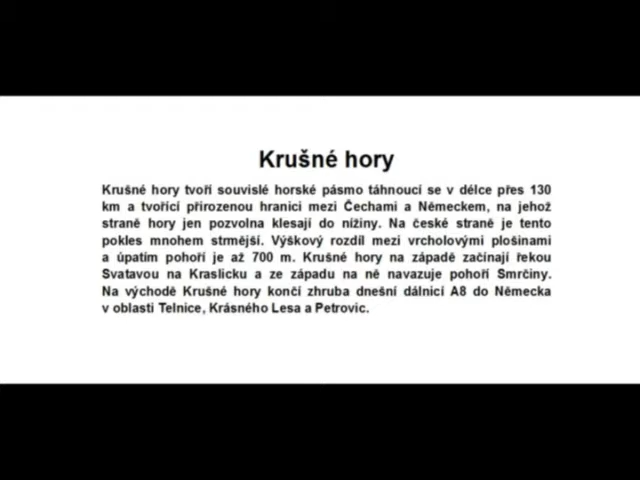 Krušné hory
Krušné hory tvoří souvislé horské pásmo táhnoucí se v délce přes 130
km a tvořící přirozenou hranici mezi Čechami a Německem, na jehož
straně hory jen pozvolna klesají do nížiny. Na české straně je tento
pokles mnohem strmější. Výškový rozdíl mezi vrcholovými plošinami
a úpatím pohoří je až 700 m. Krušné hory na západě začínají řekou
Svatavou na Kraslicku a ze západu na ně navazuje pohoří Smrčiny.
Na východě Krušné hory končí zhruba dnešní dálnicí A8 do Německa
v oblasti Telnice, Krásného Lesa a Petrovic.